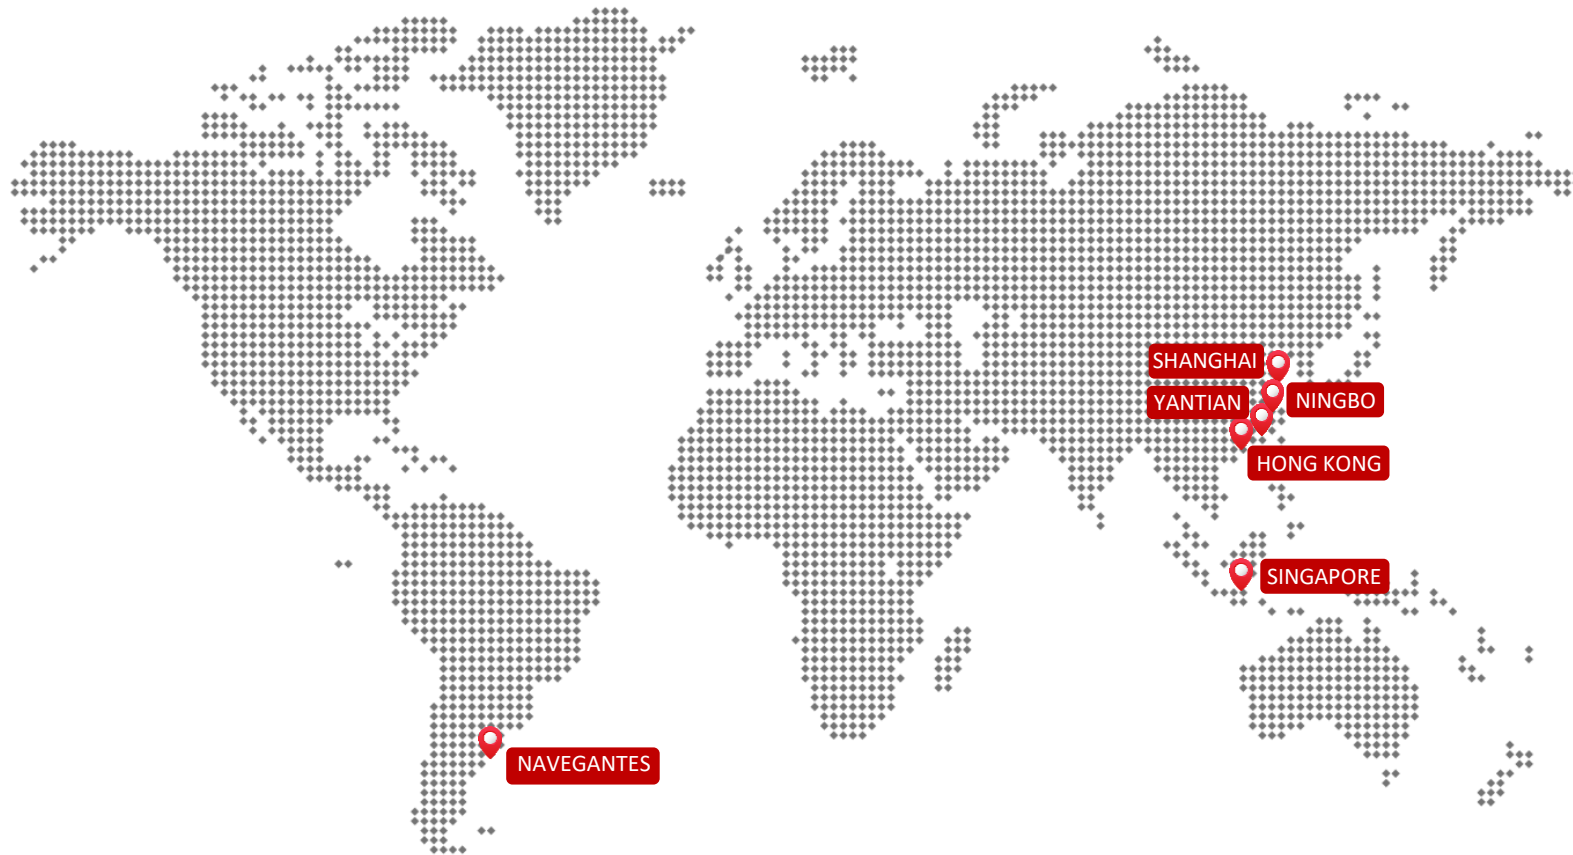 SHANGHAI
YANTIAN
NINGBO
HONG KONG
SINGAPORE
NAVEGANTES